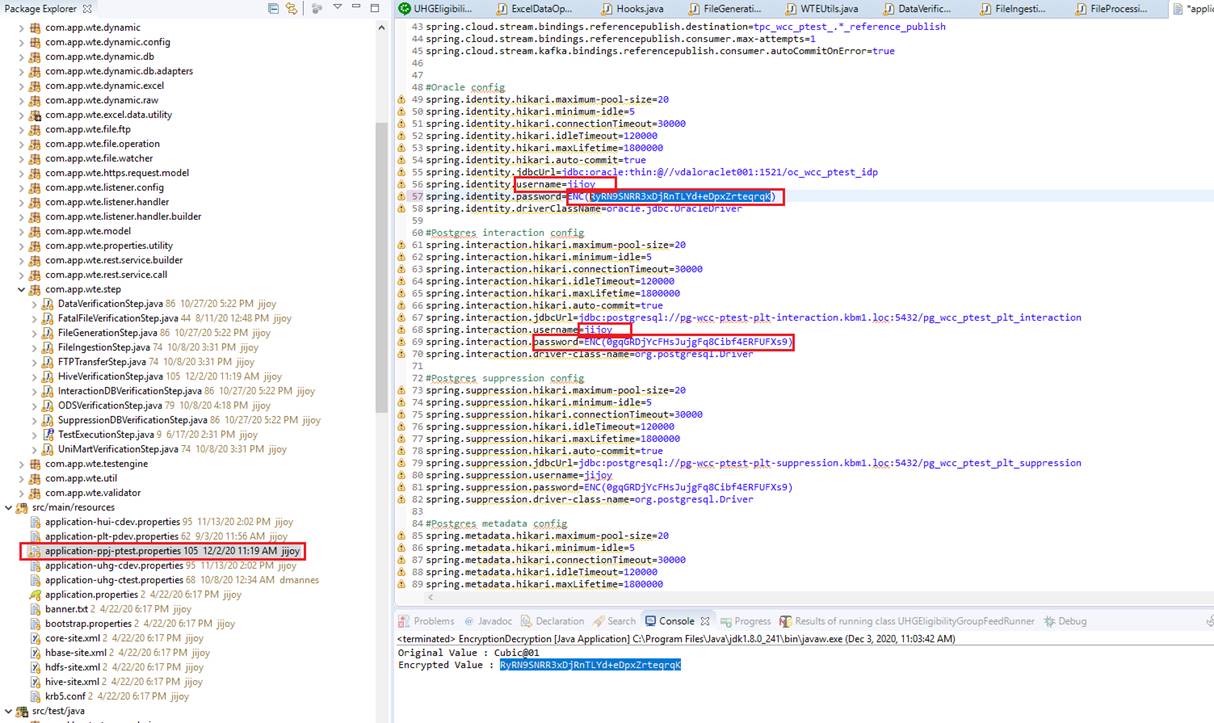 Package Explorer
com.app.wte.dynamic
com.app.wte.dynamic.config
com.app.wte.dynamic.db
com.app.wte.dynamic.db.adapters
com.app.wte.dynamic.excel
com.app.wte.dynamic.raw
com.app.wte.excel.data.utility
com.app.wte.file.ftp
com.app.wte.file.operation
com.app.wte.file.watcher
com.app.wte.https.request.model
com.app.wte.listener.config
com.app.wte.listener.handler
com.app.wte.listener.handler.builder
com.app.wte.model
com.app.wte.properties.utility
com.app.wte.rest.service.builder
com.app.wte.rest.service.call
com.app.wte.step
DataVerificationStep.java 86 10/27/20 5:22 PM jijoy
FatalFileVerificationStep.java 44 8/11/20 12:48 PM jijoy
FileGenerationStep.java 86 10/27/20 5:22 PM jijoy
FileIngestionStep.java 74 10/8/20 3:31 PM jijoy
FTPTransferStep.java 74 10/8/20 3:31 PM jijoy
HiveVerificationStep.java 105 12/2/20 11:19 AM jijoy
InteractionDBVerificationStep.java 86 10/27/20 5:22 PM jijoy
ODSVerificationStep.java 79 10/8/20 4:18 PM jijoy
SuppressionDBVerificationStep.java 86 10/27/20 5:22 PM jijoy
TestExecutionStep.java 9 6/17/20 2:31 PM jijoy
UniMartVerificationStep.java 74 10/8/20 3:31 PM jijoy
com.app.wte.testengine
com.app.wte.util
com.app.wte.validator
src/main/resources
application-hui-cdev.properties 95 11/13/20 2:02 PM jijoy
application-plt-pdev.properties 62 9/3/20 11:56 AM jijoy
application-ppj-ptest.properties 105 12/2/20 11:19 AM jijoy
application-uhg-cdev.properties 95 11/13/20 2:02 PM jijoy
application-uhg-ctest.properties 68 10/8/20 12:34 AM dmannes
application.properties 2 4/22/20 6:17 PM jijoy
banner.txt 2 4/22/20 6:17 PM jijoy
bootstrap.properties 2 4/22/20 6:17 PM jijoy
core-site.xml 2 4/22/20 6:17 PM jijoy
hbase-site.xml 2 4/22/20 6:17 PM jijoy
hdfs-site.xml 2 4/22/20 6:17 PM jijoy
hive-site.xml 2 4/22/20 6:17 PM jijoy
krb5.conf 2 4/22/20 6:17 PM jijoy
src/test/java
UHGEligibili... ExcelDataOp... Hooks.java FileGenerati... WTEUtils.java DataVerific... FileIngesti... FileProcessi... *applic
43 spring.cloud.stream.bindings.referencepublish.destination=tpc_wcc_ptest_.*_reference_publish
44 spring.cloud.stream.bindings.referencepublish.consumer.max-attempts=1
45 spring.cloud.stream.kafka.bindings.referencepublish.consumer.autoCommitOnError=true
46
47
48 #Oracle config
49 spring.identity.hikari.maximum-pool-size=20
50 spring.identity.hikari.minimum-idle=5
51 spring.identity.hikari.connectionTimeout=30000
52 spring.identity.hikari.idleTimeout=120000
53 spring.identity.hikari.maxLifetime=1800000
54 spring.identity.hikari.auto-commit=true
55 spring.identity.jdbcUrl=jdbc:oracle:thin:@//vdaloraclet001:1521/oc_wcc_ptest_idp
56 spring.identity.username=jijoy
57 spring.identity.password=ENC(RyRN9SNRR3xDjRnTLYd+eDpxZrteqrqK)
58 spring.identity.driverClassName=oracle.jdbc.OracleDriver
59
60 #Postgres interaction config
61 spring.interaction.hikari.maximum-pool-size=20
62 spring.interaction.hikari.minimum-idle=5
63 spring.interaction.hikari.connectionTimeout=30000
64 spring.interaction.hikari.idleTimeout=120000
65 spring.interaction.hikari.maxLifetime=1800000
66 spring.interaction.hikari.auto-commit=true
67 spring.interaction.jdbcUrl=jdbc:postgresql://pg-wcc-ptest-plt-interaction.kbm1.loc:5432/pg_wcc_ptest_plt_interaction
68 spring.interaction.username=jijoy
69 spring.interaction.password=ENC(0gqGRDjYcFHsJujgFq8Cibf4ERFUFXs9)
70 spring.interaction.driver-class-name=org.postgresql.Driver
71
72 #Postgres suppression config
73 spring.suppression.hikari.maximum-pool-size=20
74 spring.suppression.hikari.minimum-idle=5
75 spring.suppression.hikari.connectionTimeout=30000
76 spring.suppression.hikari.idleTimeout=120000
77 spring.suppression.hikari.maxLifetime=1800000
78 spring.suppression.hikari.auto-commit=true
79 spring.suppression.jdbcUrl=jdbc:postgresql://pg-wcc-ptest-plt-suppression.kbm1.loc:5432/pg_wcc_ptest_plt_suppression
80 spring.suppression.username=jijoy
81 spring.suppression.password=ENC(0gqGRDjYcFHsJujgFq8Cibf4ERFUFXs9)
82 spring.suppression.driver-class-name=org.postgresql.Driver
83
84 #Postgres metadata config
85 spring.metadata.hikari.maximum-pool-size=20
86 spring.metadata.hikari.minimum-idle=5
87 spring.metadata.hikari.connectionTimeout=30000
88 spring.metadata.hikari.idleTimeout=120000
89 spring.metadata.hikari.maxLifetime=1800000
Problems Javadoc Declaration Search Console Progress Results of running class UHGEligibilityGroupFeedRunner Debug
<terminated> EncryptionDecryption [Java Application] C:\Program Files\Java\jdk1.8.0_241\bin\javaw.exe (Dec 3, 2020, 11:03:42 AM)
Original Value : Cubic@01
Encrypted Value : RyRN9SNRR3xDjRnTLYd+eDpxZrteqrqK